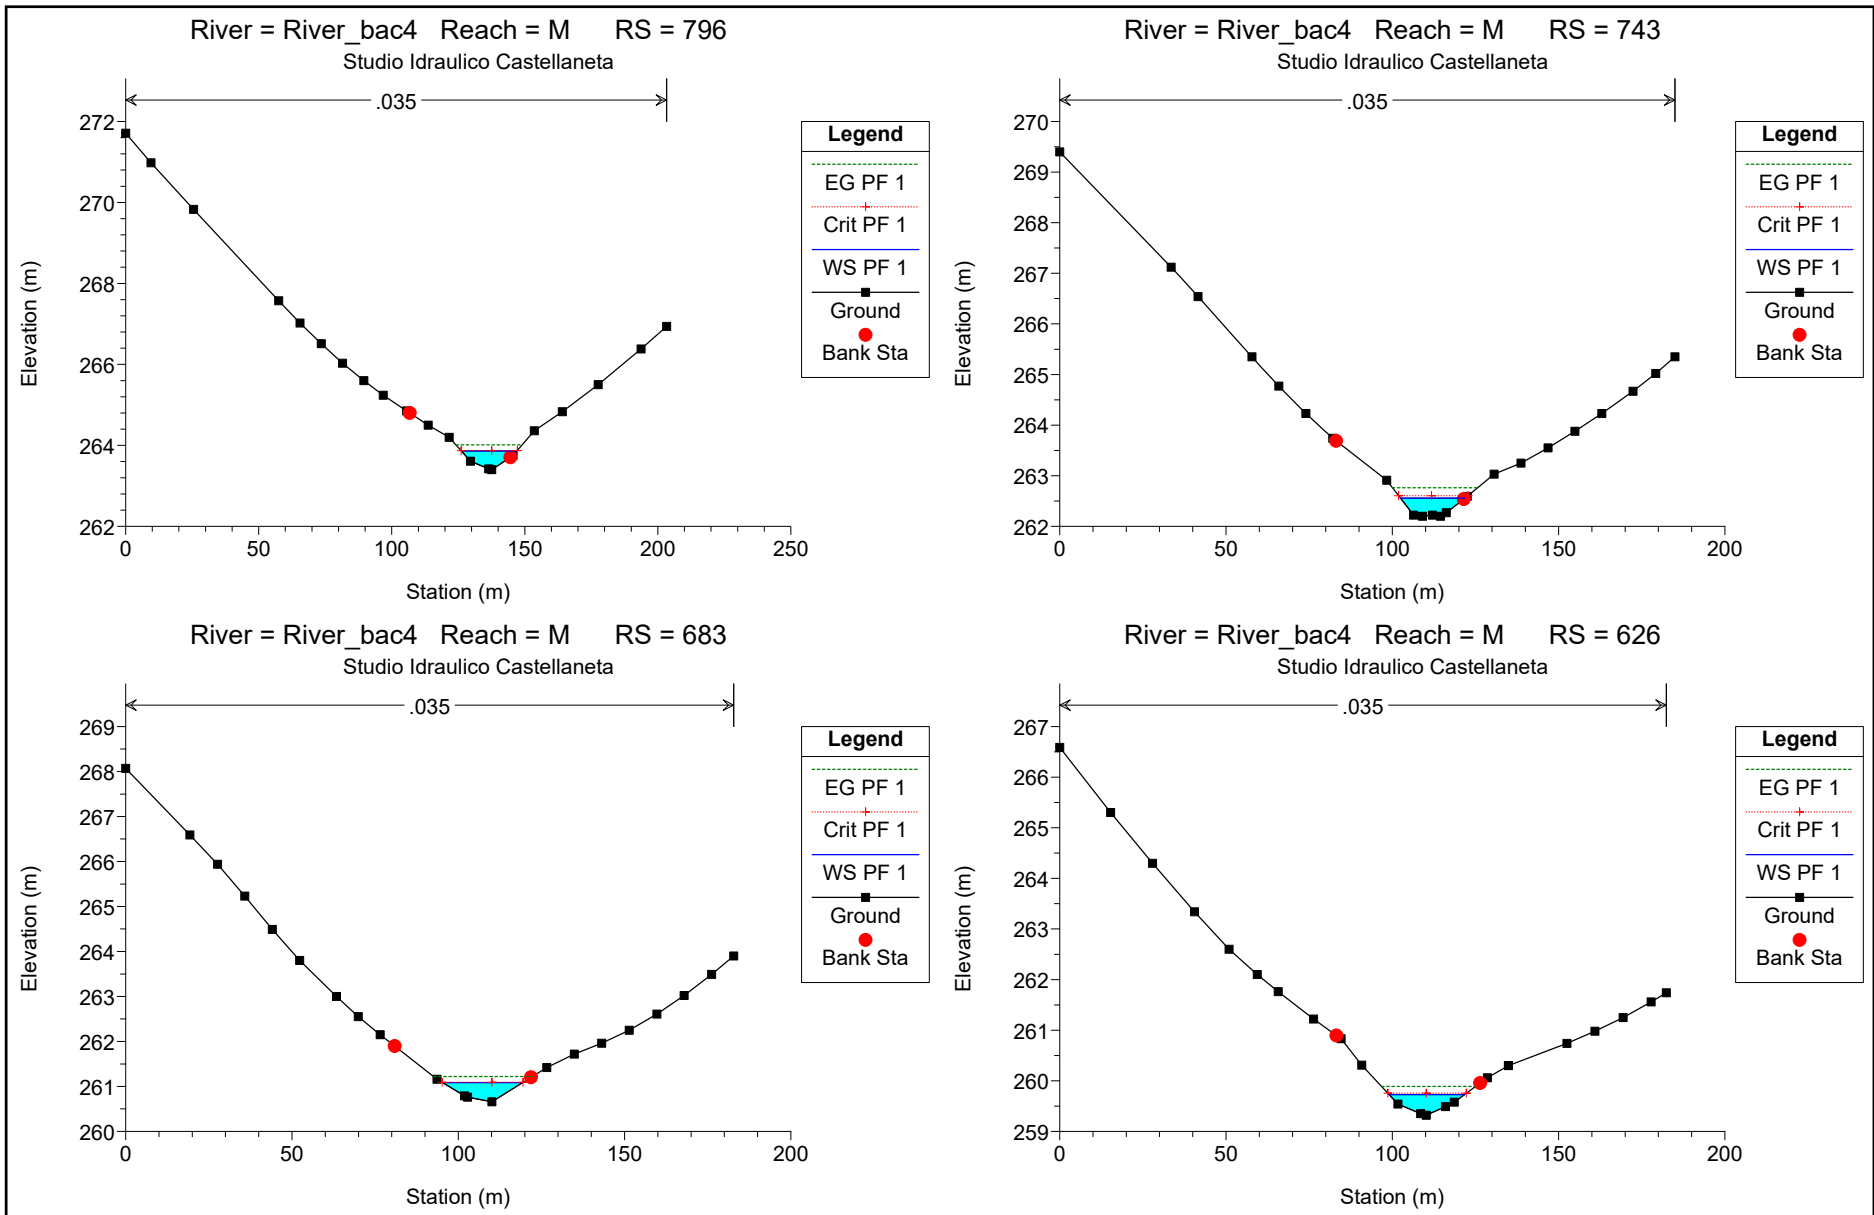 River = River_bac4 Reach = M RS = 796
Studio Idraulico Castellaneta
.035
272
270
268
266
264
262
0 50 100 150 200 250
Elevation (m)
Station (m)
Legend
EG PF 1
Crit PF 1
WS PF 1
Ground
Bank Sta
River = River_bac4 Reach = M RS = 743
Studio Idraulico Castellaneta
.035
270
269
268
267
266
265
264
263
262
0 50 100 150 200
Elevation (m)
Station (m)
Legend
EG PF 1
Crit PF 1
WS PF 1
Ground
Bank Sta
River = River_bac4 Reach = M RS = 683
Studio Idraulico Castellaneta
.035
269
268
267
266
265
264
263
262
261
260
0 50 100 150 200
Elevation (m)
Station (m)
Legend
EG PF 1
Crit PF 1
WS PF 1
Ground
Bank Sta
River = River_bac4 Reach = M RS = 626
Studio Idraulico Castellaneta
.035
267
266
265
264
263
262
261
260
259
0 50 100 150 200
Elevation (m)
Station (m)
Legend
EG PF 1
Crit PF 1
WS PF 1
Ground
Bank Sta